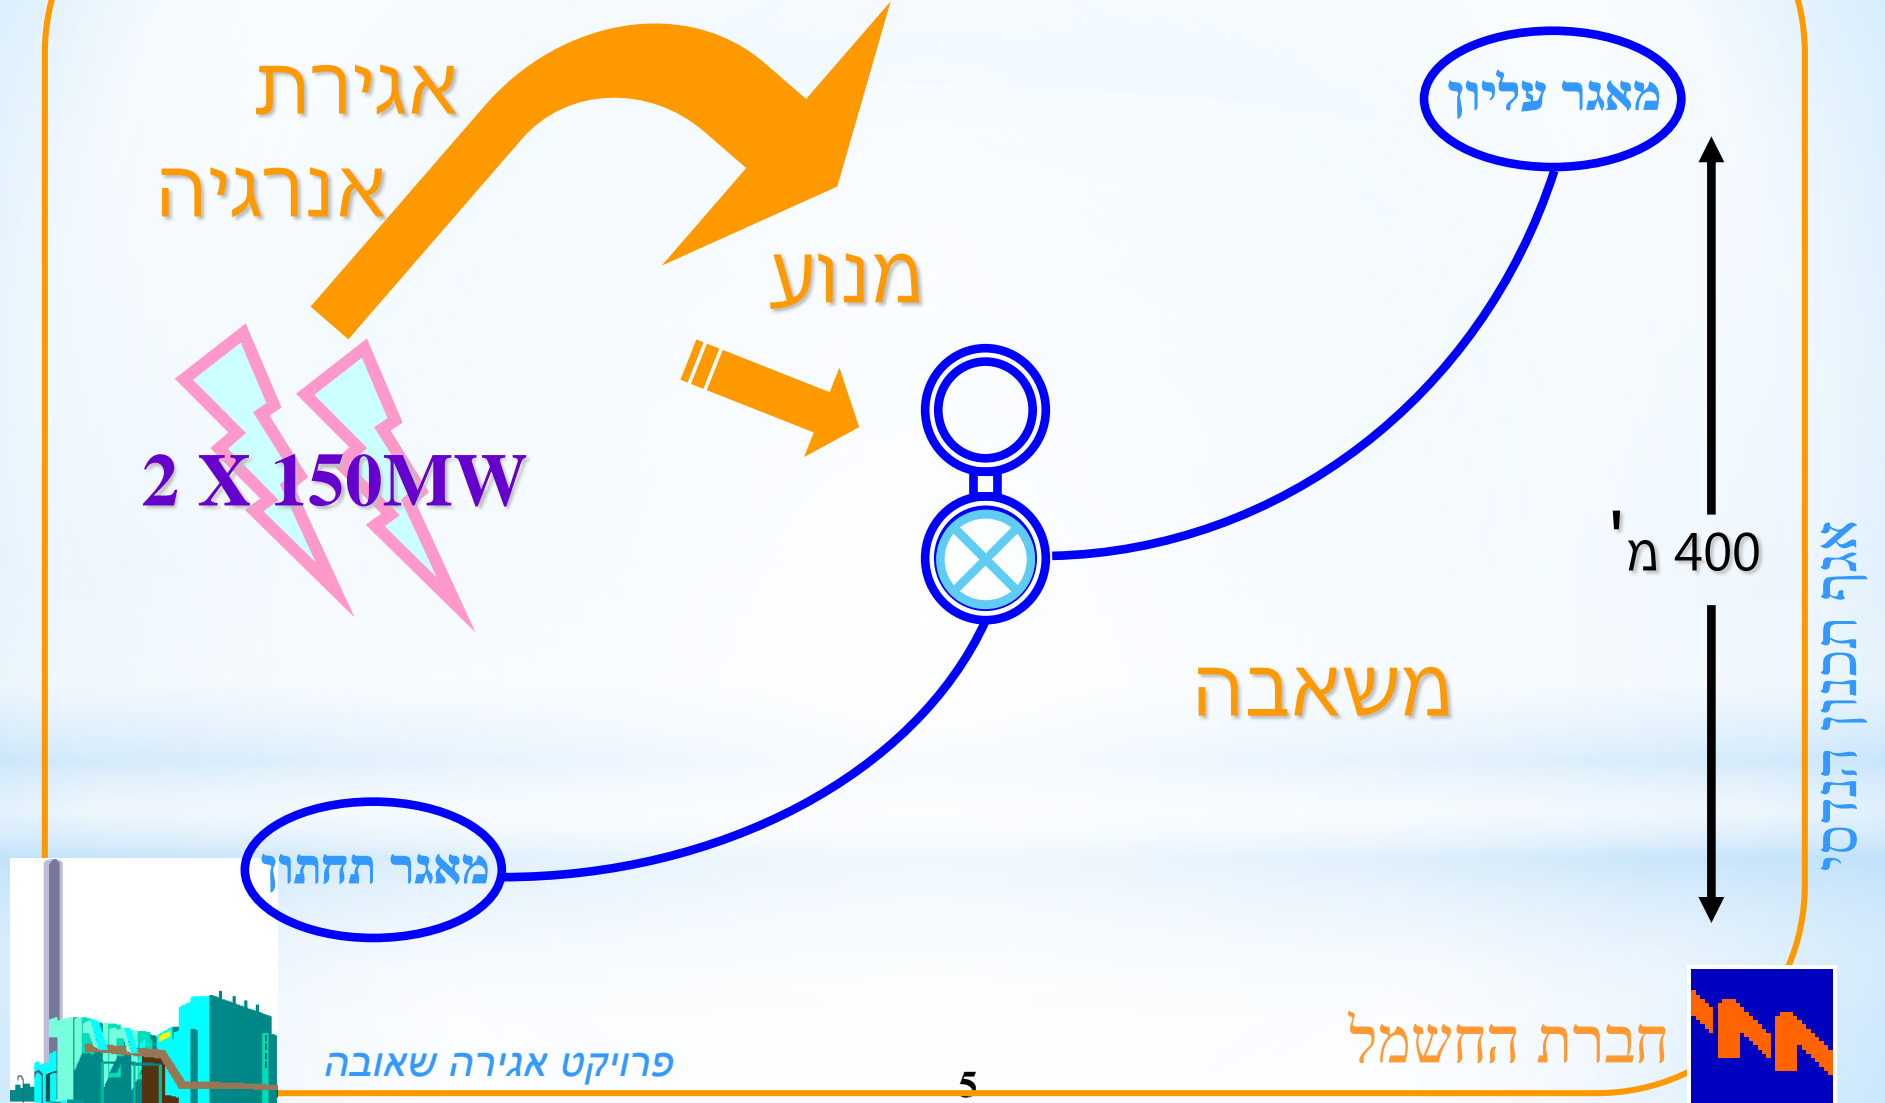 אגירת
אנרגיה
מאגר עליון
מנוע
2 X 150MW
400 מ'
משאבה
מאגר תחתון
אגף תכנון הנדסי
פרויקט אגירה שאובה
5
חברת החשמל